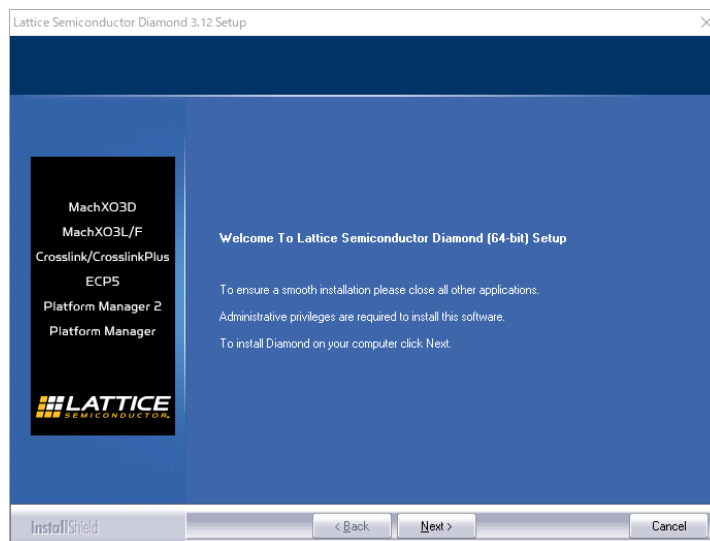 Lattice Semiconductor Diamond 3.12 Setup
MachXO3D
MachXO3L/F
Crosslink/CrosslinkPlus
ECP5
Platform Manager 2
Platform Manager
LATTICE
SEMICONDUCTOR.
Welcome To Lattice Semiconductor Diamond (64-bit) Setup
To ensure a smooth installation please close all other applications.
Administrative privileges are required to install this software.
To install Diamond on your computer click Next.
InstallShield
< Back
Next >
Cancel